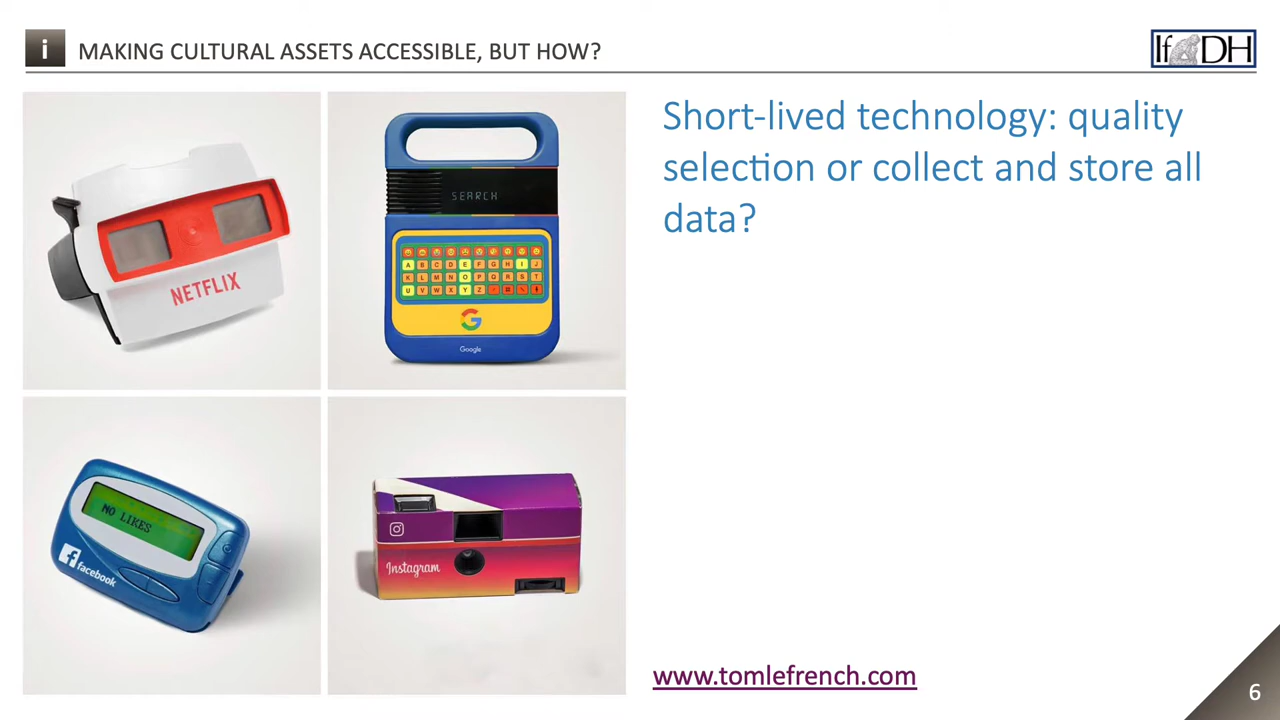 i
MAKING CULTURAL ASSETS ACCESSIBLE, BUT HOW?
IfDH
NETFLIX
SEARCH
A B C D E F G H I J
K L M N O P Q R S T
U V W X Y Z
G
Google
NO LIKES
f facebook
Instagram
Short-lived technology: quality
selection or collect and store all
data?
www.tomlefrench.com
6